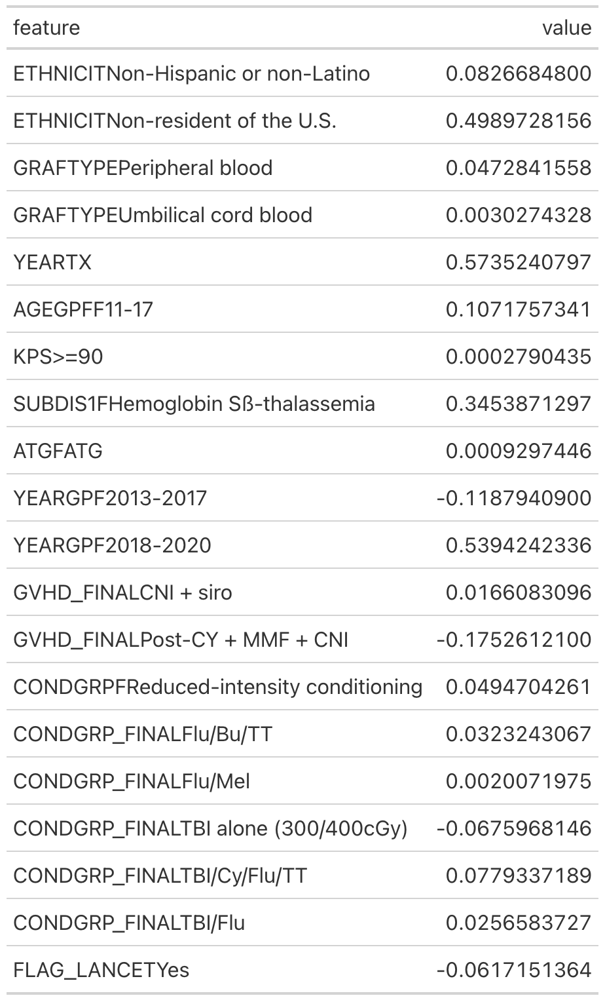 feature value
ETHNICITNon-Hispanic or non-Latino 0.0826684800
ETHNICITNon-resident of the U.S. 0.4989728156
GRAFTYPEPeripheral blood 0.0472841558
GRAFTYPEUmbilical cord blood 0.0030274328
YEARTX 0.5735240797
AGEGPFF11-17 0.1071757341
KPS>=90 0.0002790435
SUBDIS1FHemoglobin Sß-thalassemia 0.3453871297
ATGFATG 0.0009297446
YEARGPF2013-2017 -0.1187940900
YEARGPF2018-2020 0.5394242336
GVHD_FINALCNI + siro 0.0166083096
GVHD_FINALPost-CY + MMF + CNI -0.1752612100
CONDGRPFReduced-intensity conditioning 0.0494704261
CONDGRP_FINALFlu/Bu/TT 0.0323243067
CONDGRP_FINALFlu/Mel 0.0020071975
CONDGRP_FINALTBI alone (300/400cGy) -0.0675968146
CONDGRP_FINALTBI/Cy/Flu/TT 0.0779337189
CONDGRP_FINALTBI/Flu 0.0256583727
FLAG_LANCETYes -0.0617151364